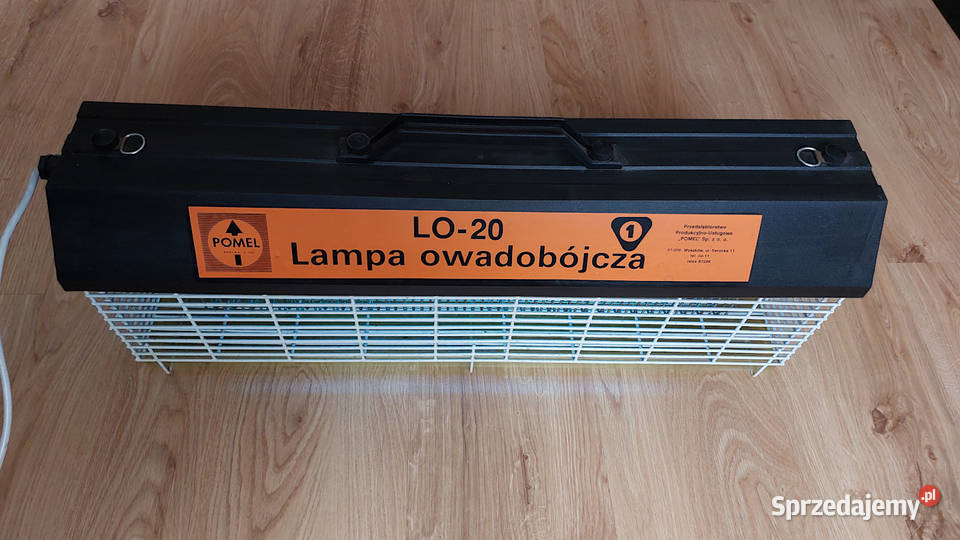 POMEL
LO-20
Lampa owadobójcza
1
Przedsiębiorstwo
Produkcyjno-Usługowe
„POMEL" Sp. z o. o.
Sprzedajemy.pl